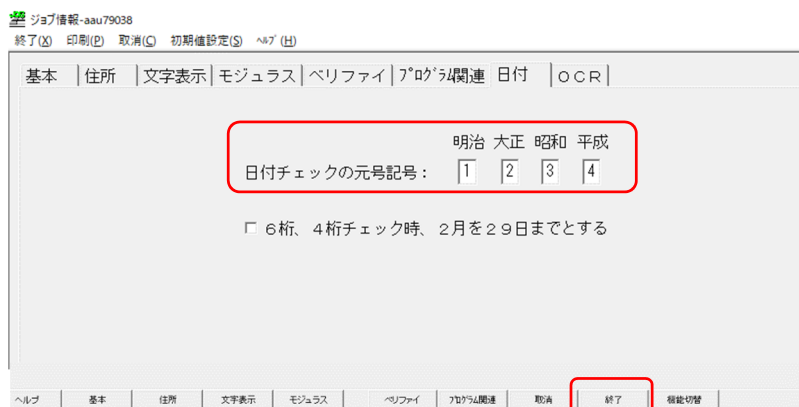 ジョブ情報-aau79038
終了(X) 印刷(P) 取消(C) 初期値設定(S) ﾍﾙﾌﾟ(H)
基本 住所 文字表示 モジュラス ベリファイ ﾌﾟﾛｸﾞﾗﾑ関連 日付 ＯＣＲ
明治 大正 昭和 平成
日付チェックの元号記号： 1 2 3 4
６桁、４桁チェック時、２月を２９日までとする
ヘルプ 基本 住所 文字表示 モジュラス ベリファイ ﾌﾟﾛｸﾞﾗﾑ関連 取消 終了 機能切替